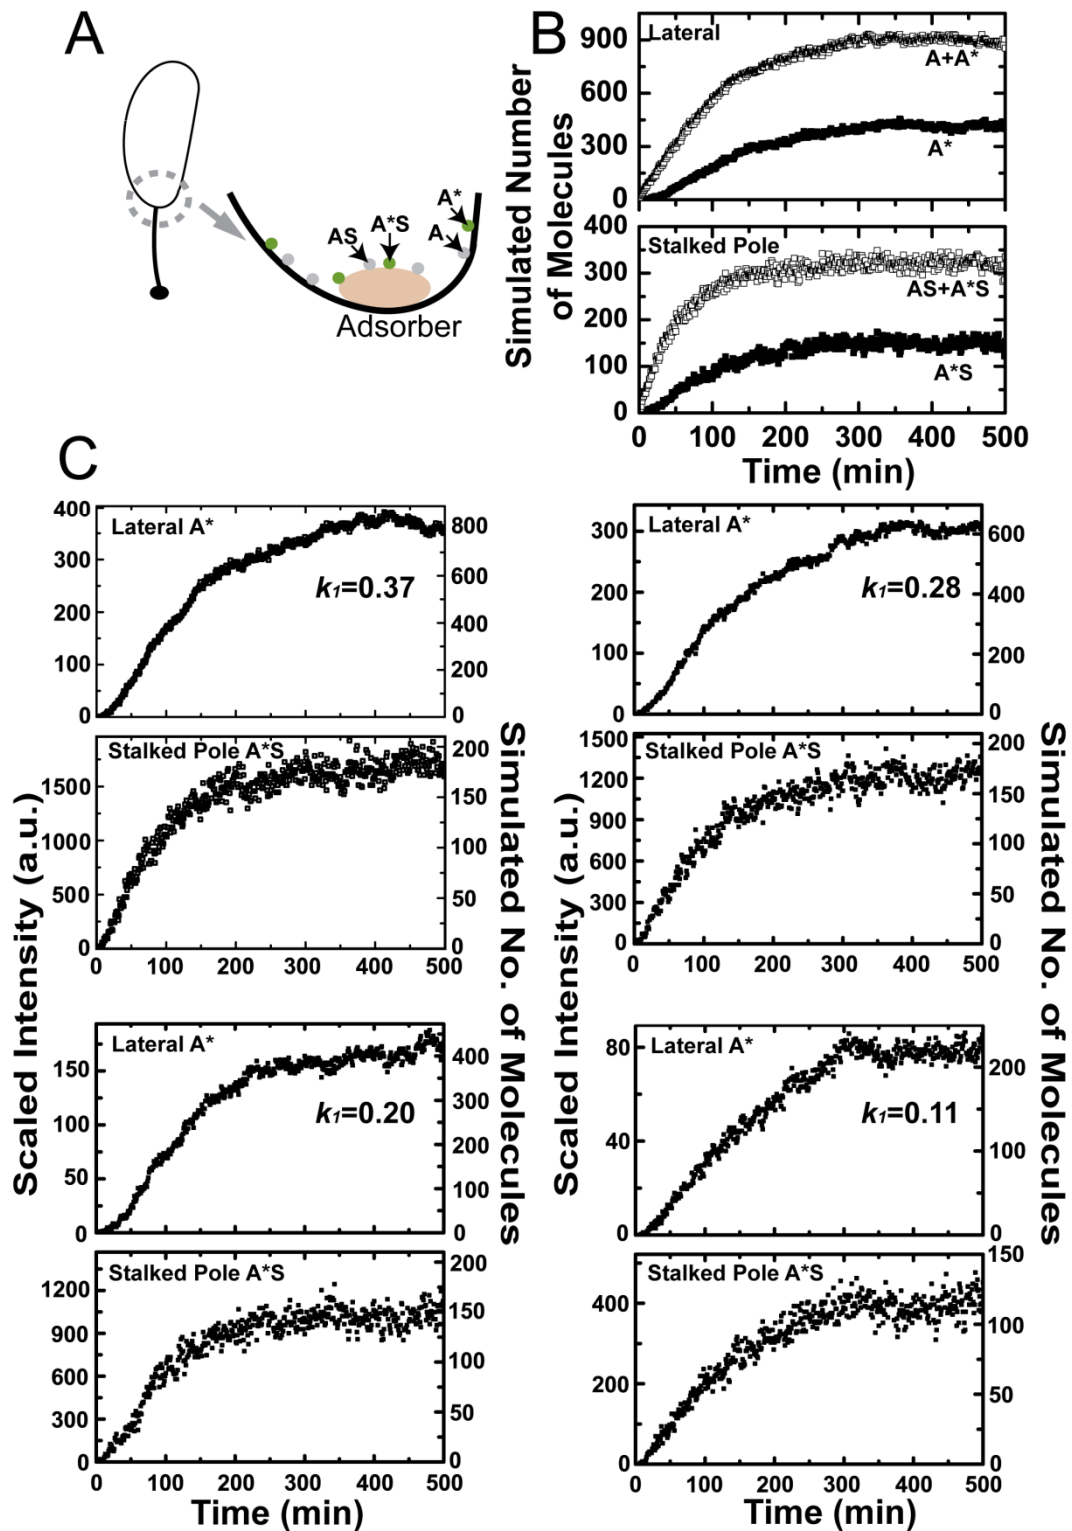 A
AS
A*S
A*
A
Adsorber
B
Simulated Number
of Molecules
Lateral
900
600
300
0
A+A*
A*
Stalked Pole
400
300
200
100
0
AS+A*S
A*S
0 100 200 300 400 500
Time (min)
C
Scaled Intensity (a.u.)
Simulated No. of Molecules
Lateral A*
k1=0.37
400
300
200
100
0
800
600
400
200
0
Stalked Pole A*S
1500
1000
500
0
200
150
100
50
0
0 100 200 300 400 500
Lateral A*
k1=0.20
150
100
50
0
400
300
200
100
0
Stalked Pole A*S
1200
900
600
300
0
200
150
100
50
0
0 100 200 300 400 500
Time (min)
Scaled Intensity (a.u.)
Simulated No. of Molecules
Lateral A*
k1=0.28
300
200
100
0
600
400
200
0
Stalked Pole A*S
1500
1200
900
600
300
0
200
150
100
50
0
0 100 200 300 400 500
Lateral A*
k1=0.11
80
40
0
200
100
0
Stalked Pole A*S
400
200
0
150
100
50
0
0 100 200 300 400 500
Time (min)